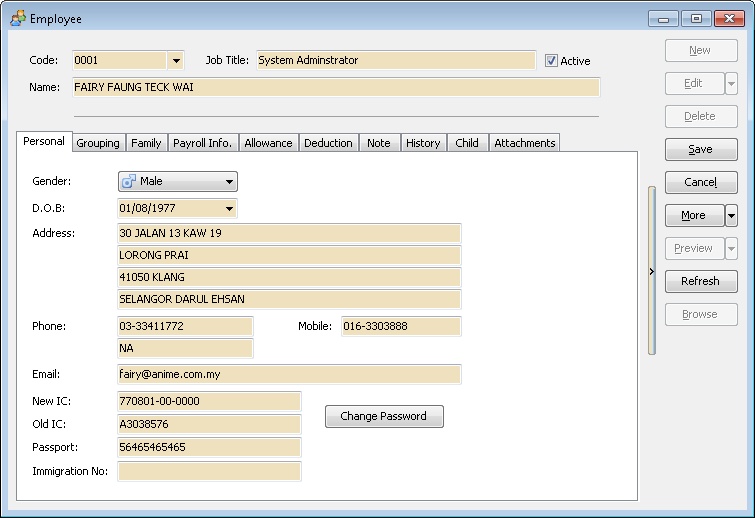 Employee
Code: 0001 Job Title: System Adminstrator Active
Name: FAIRY FAUNG TECK WAI
Personal Grouping Family Payroll Info. Allowance Deduction Note History Child Attachments
Gender: Male
D.O.B: 01/08/1977
Address: 30 JALAN 13 KAW 19
LORONG PRAI
41050 KLANG
SELANGOR DARUL EHSAN
Phone: 03-33411772 Mobile: 016-3303888
NA
Email: fairy@anime.com.my
New IC: 770801-00-0000
Old IC: A3038576
Change Password
Passport: 56465465465
Immigration No:
New
Edit
Delete
Save
Cancel
More
Preview
Refresh
Browse